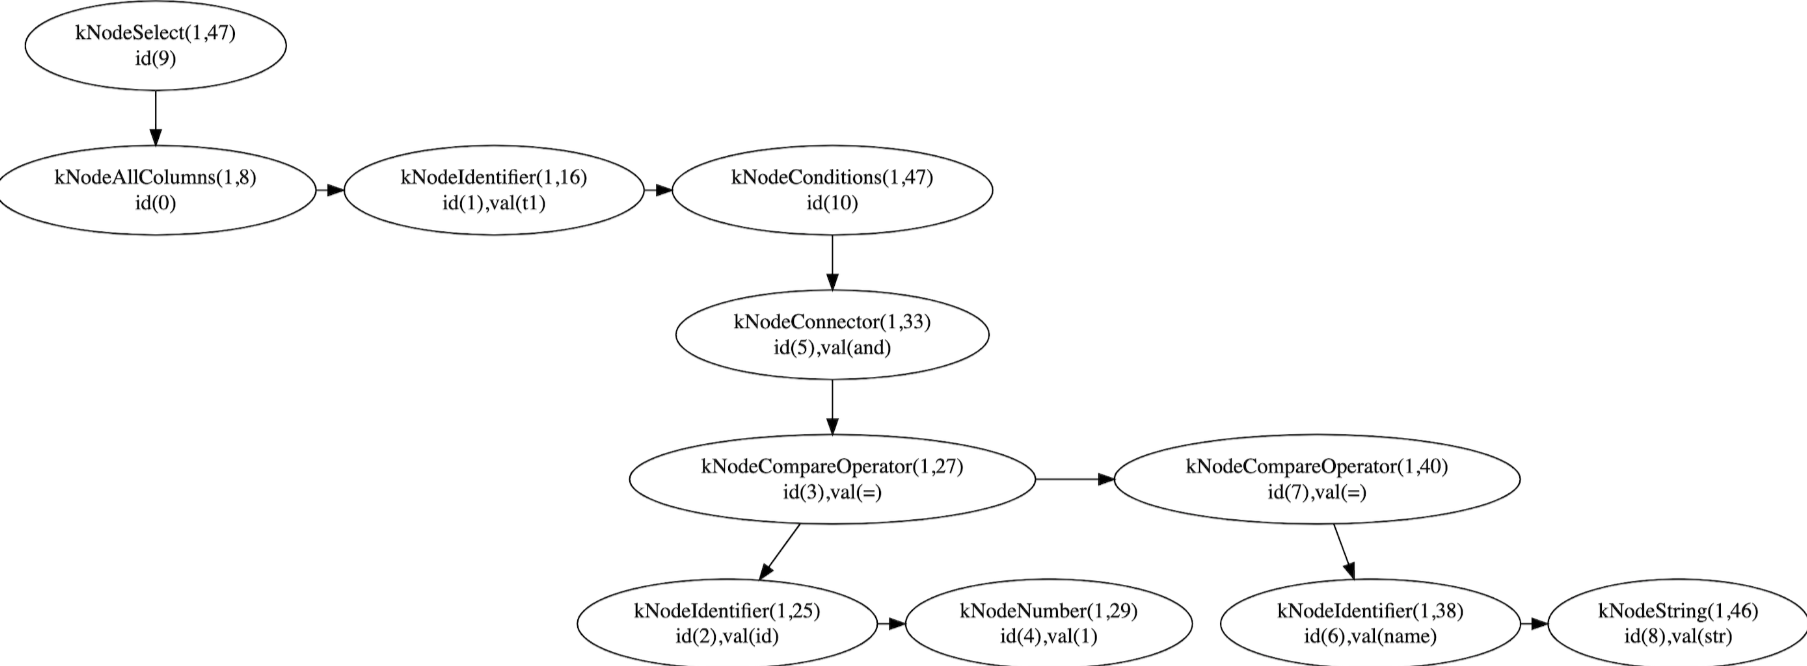 kNodeSelect(1,47)
id(9)
kNodeAllColumns(1,8)
id(0)
kNodeIdentifier(1,16)
id(1),val(t1)
kNodeConditions(1,47)
id(10)
kNodeConnector(1,33)
id(5),val(and)
kNodeCompareOperator(1,27)
id(3),val(=)
kNodeCompareOperator(1,40)
id(7),val(=)
kNodeIdentifier(1,25)
id(2),val(id)
kNodeNumber(1,29)
id(4),val(1)
kNodeIdentifier(1,38)
id(6),val(name)
kNodeString(1,46)
id(8),val(str)